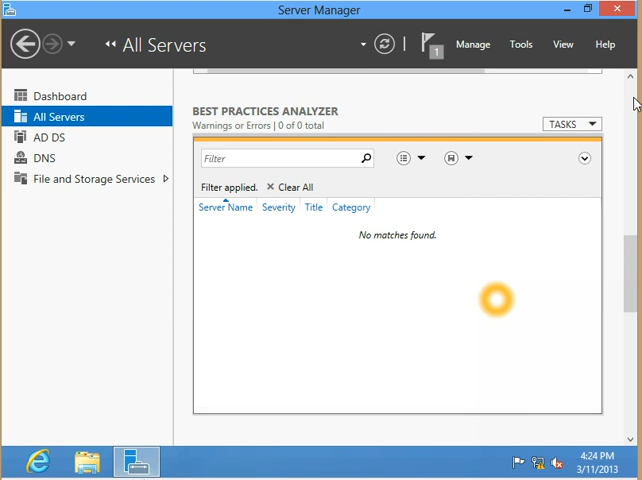 Server Manager
All Servers
1
Manage
Tools
View
Help
Dashboard
All Servers
AD DS
DNS
File and Storage Services
BEST PRACTICES ANALYZER
Warnings or Errors | 0 of 0 total
TASKS
Filter
Filter applied.
Clear All
Server Name
Severity
Title
Category
No matches found.
4:24 PM
3/11/2013